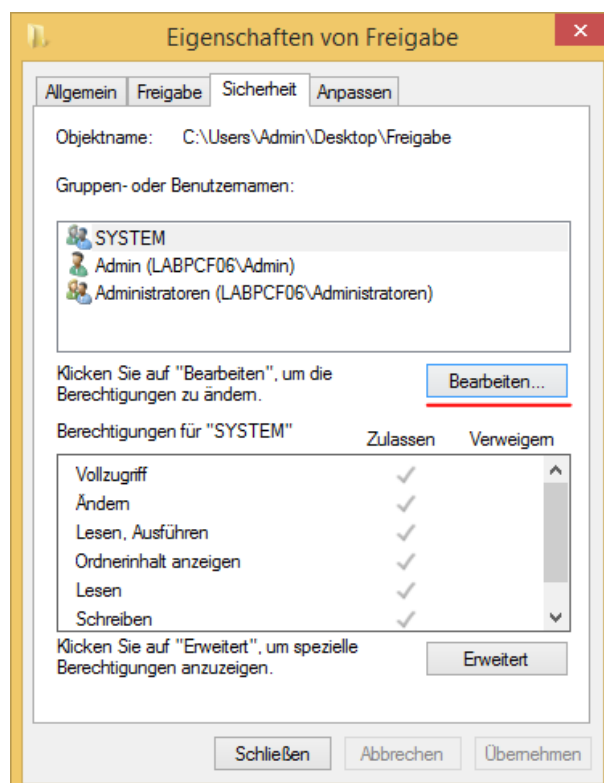 Eigenschaften von Freigabe
Allgemein Freigabe Sicherheit Anpassen
Objektname: C:\Users\Admin\Desktop\Freigabe
Gruppen- oder Benutzernamen:
SYSTEM
Admin (LABPCF06\Admin)
Administratoren (LABPCF06\Administratoren)
Klicken Sie auf "Bearbeiten", um die
Berechtigungen zu ändern.
Bearbeiten...
Berechtigungen für "SYSTEM" Zulassen Verweigern
Vollzugriff
Ändern
Lesen, Ausführen
Ordnerinhalt anzeigen
Lesen
Schreiben
Klicken Sie auf "Erweitert", um spezielle
Berechtigungen anzuzeigen.
Erweitert
Schließen Abbrechen Übernehmen